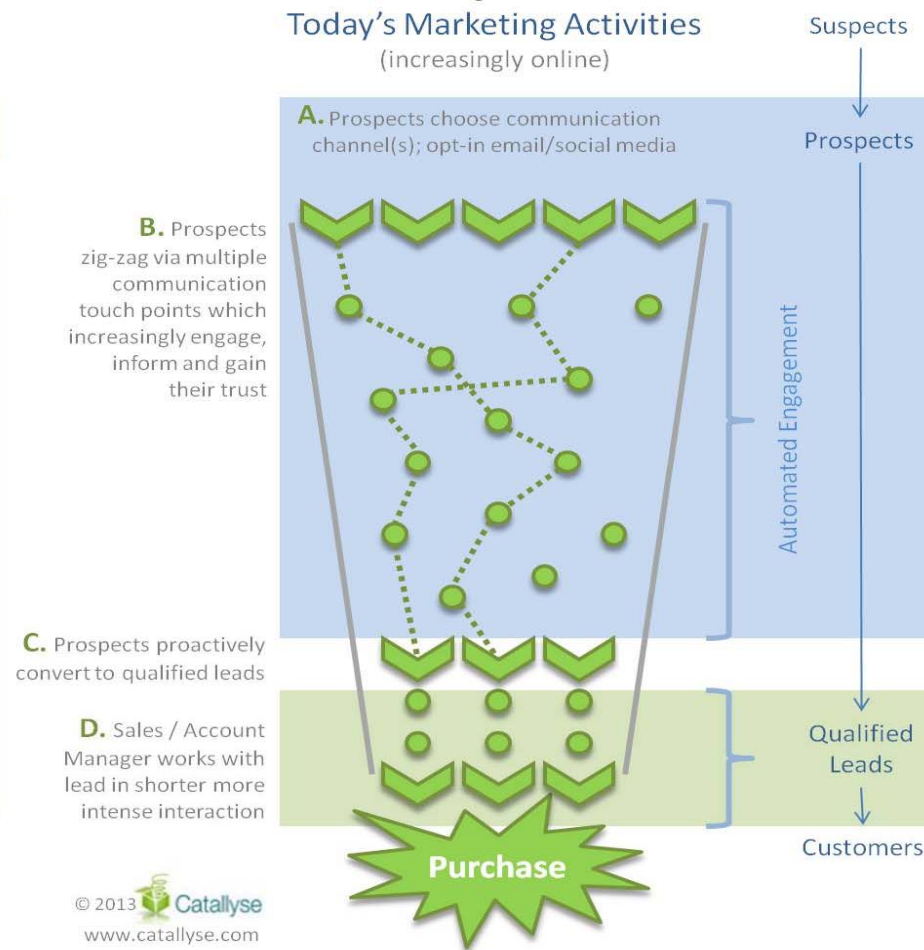 Today's Marketing Activities
(increasingly online)
Suspects
A. Prospects choose communication
channel(s); opt-in email/social media
Prospects
B. Prospects
zig-zag via multiple
communication
touch points which
increasingly engage,
inform and gain
their trust
Automated Engagement
C. Prospects proactively
convert to qualified leads
D. Sales / Account
Manager works with
lead in shorter more
intense interaction
Qualified
Leads
Customers
Purchase
© 2013 Catallyse
www.catallyse.com